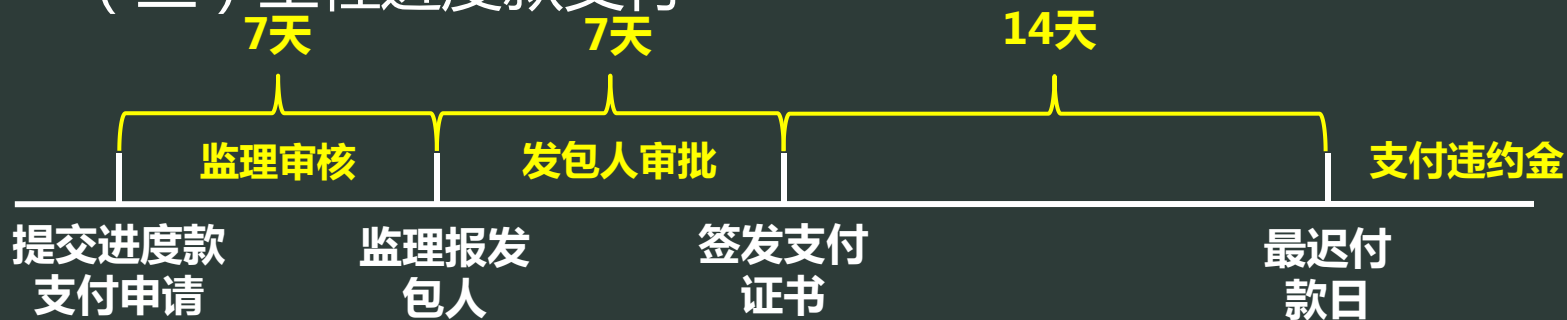 7天
7天
14天
监理审核
发包人审批
支付违约金
提交进度款
支付申请
监理报发
包人
签发支付
证书
最迟付
款日